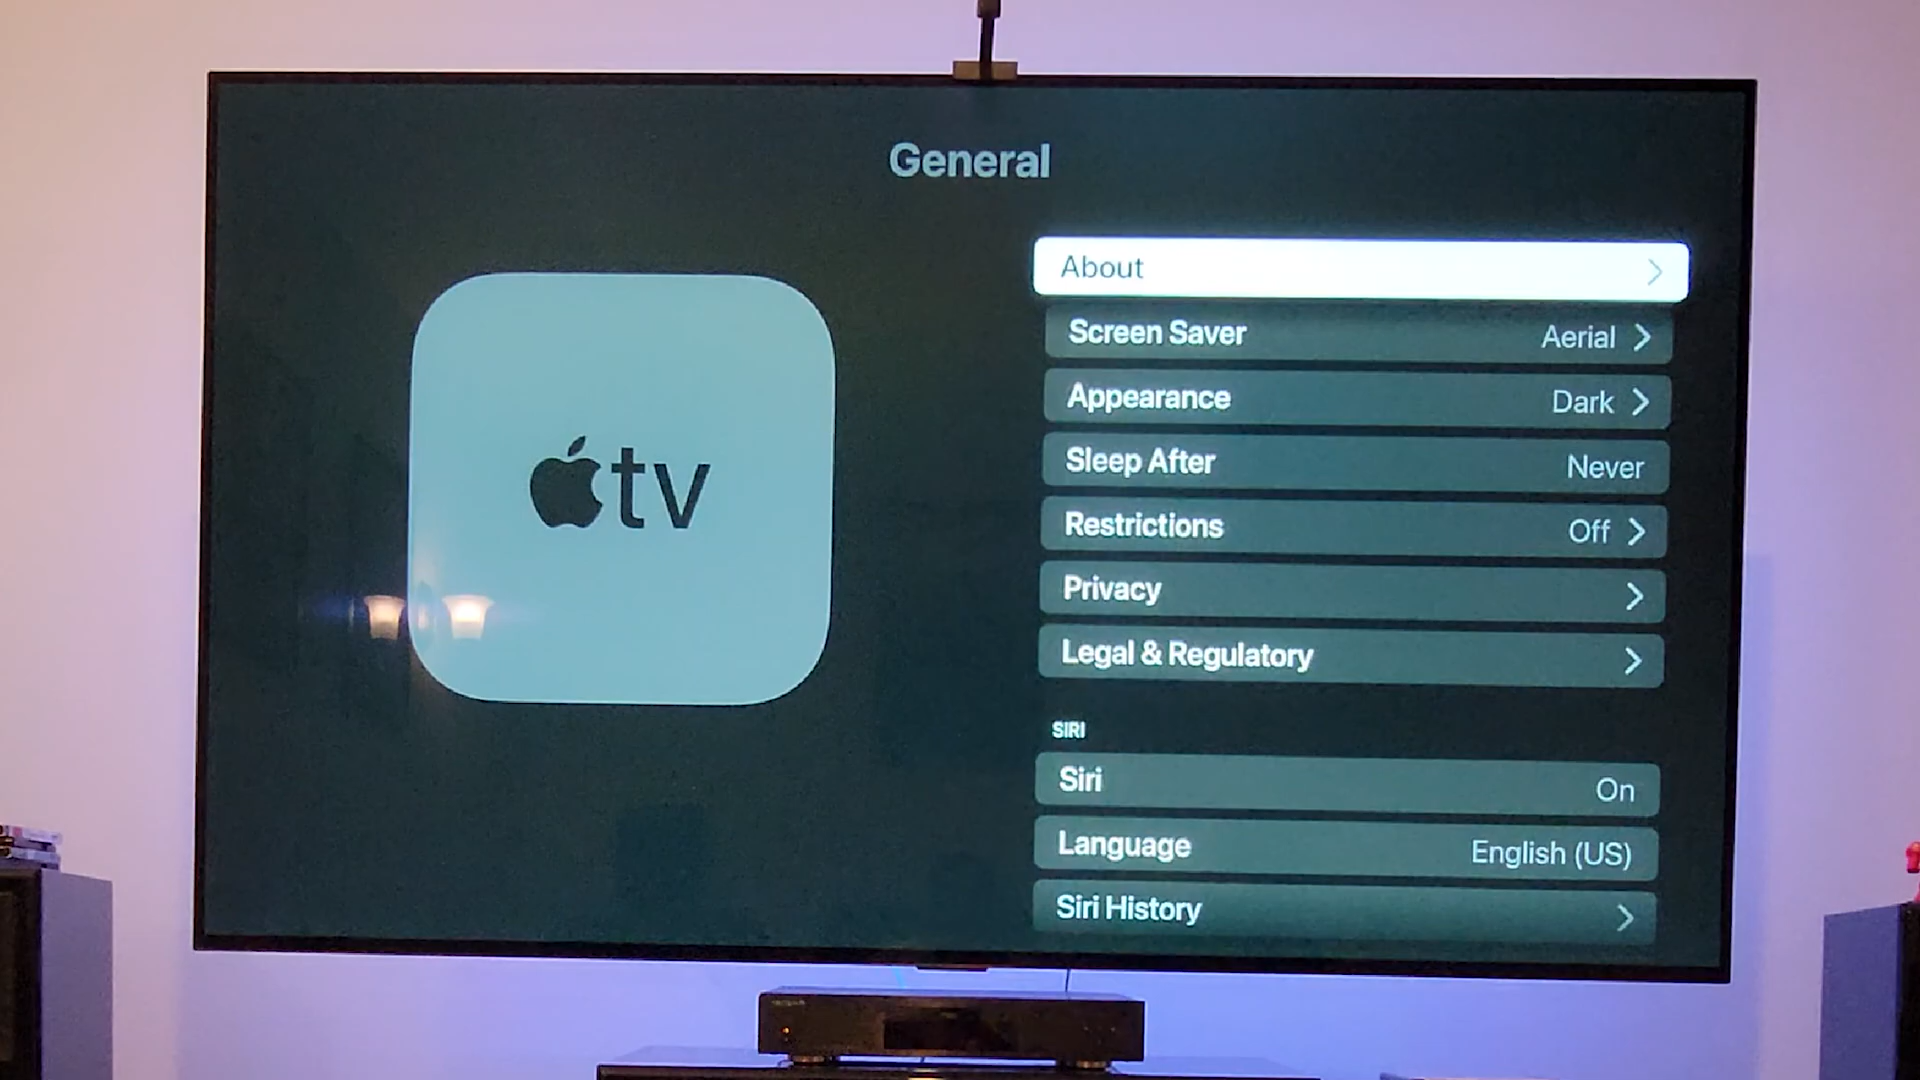 General
tv
About
Screen Saver Aerial
Appearance Dark
Sleep After Never
Restrictions Off
Privacy
Legal & Regulatory
SIRI
Siri On
Language English (US)
Siri History